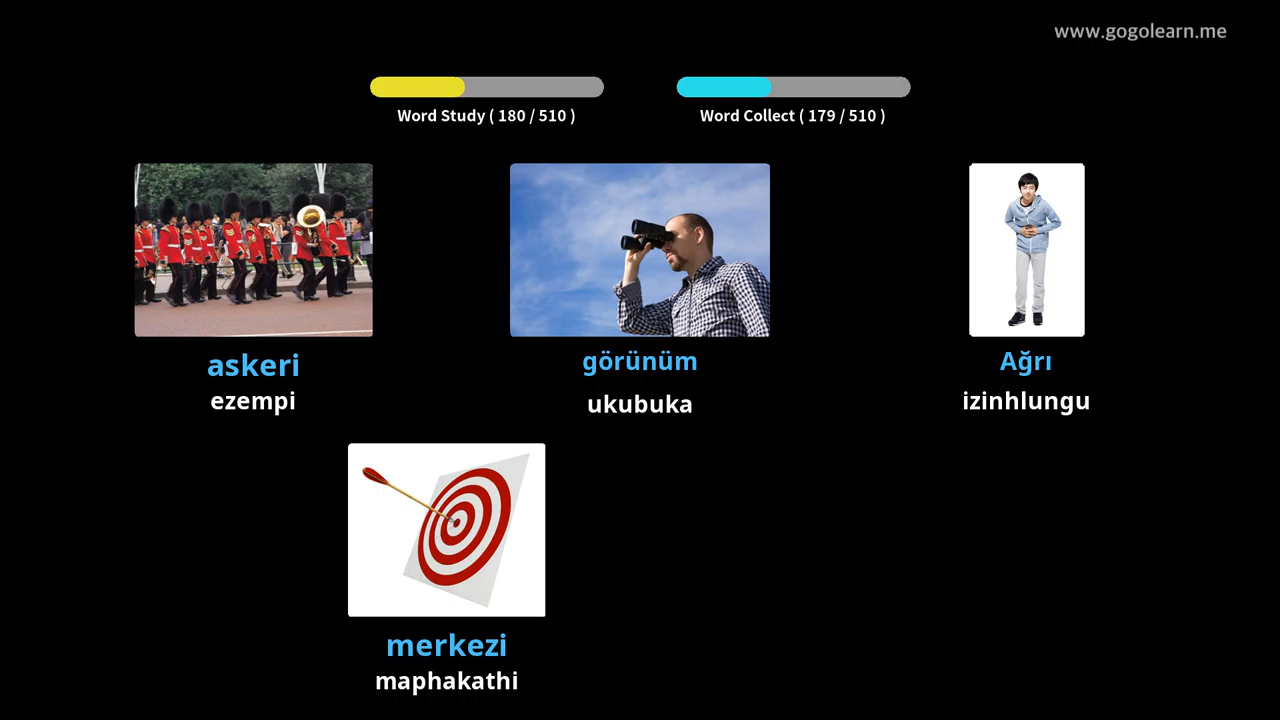 www.gogolearn.me
Word Study ( 180 / 510 )
Word Collect ( 179 / 510 )
askeri
ezempi
görünüm
ukubuka
Ağrı
izinhlungu
merkezi
maphakathi